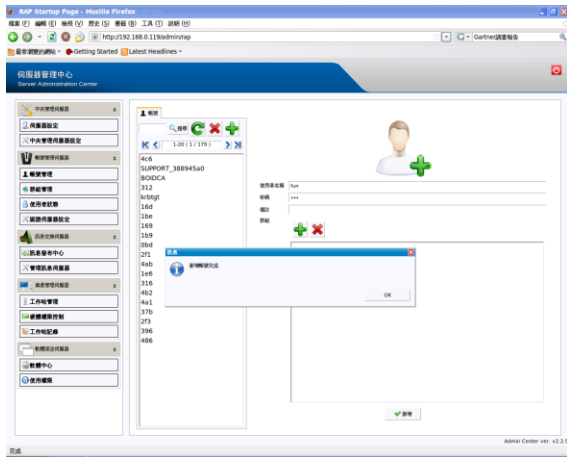 RAP Startup Page - Mozilla Firefox
檔案(F) 編輯(E) 檢視(V) 歷史(S) 書籤(B) 工具(T) 說明(H)
http://192.168.0.119/admin/rap
Gartner調查報告
最常瀏覽的網站 Getting Started Latest Headlines
伺服器管理中心
Server Administration Center
中央管理伺服器
伺服器設定
中央管理伺服器設定
帳號管理伺服器
帳號管理
群組管理
使用者狀態
認證伺服器設定
訊息交換伺服器
訊息發布中心
管理訊息伺服器
資產管理伺服器
工作站管理
硬體權限控制
工作站記錄
軟體派送伺服器
軟體中心
使用權限
帳號
搜尋
1-20 ( 1 / 179 )
4c6
SUPPORT_388945a0
BOIDCA
312
krbtgt
16d
1be
169
1b9
0bd
2f1
4ab
1e6
316
4b2
4a1
37b
2f3
396
486
使用者名稱 fun
密碼 ***
備註
群組
訊息
新增帳號完成
OK
新增
Admin Center ver. v2.2.5
完成